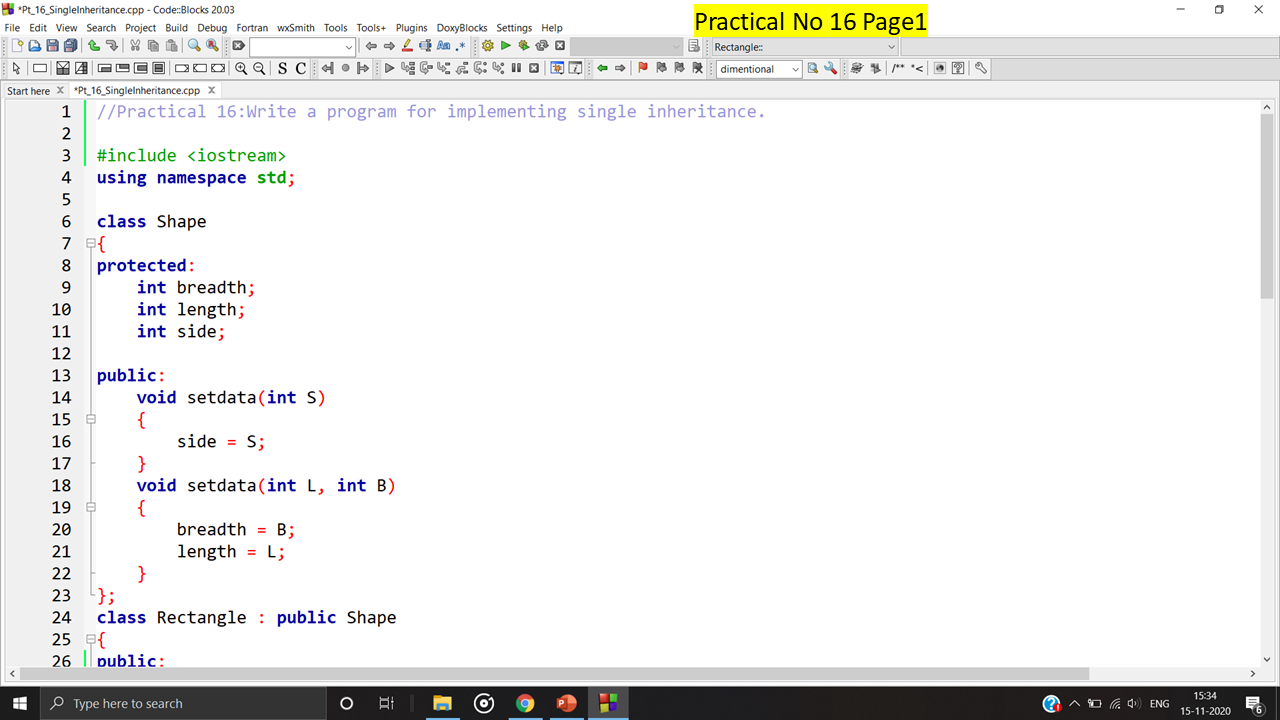 *Pt_16_SingleInheritance.cpp - Code::Blocks 20.03
Practical No 16 Page1
File Edit View Search Project Build Debug Fortran wxSmith Tools Tools+ Plugins DoxyBlocks Settings Help
Rectangle::
S C dimentional /** *<
Start here *Pt_16_SingleInheritance.cpp
1 //Practical 16:Write a program for implementing single inheritance.
2
3 #include <iostream>
4 using namespace std;
5
6 class Shape
7 {
8 protected:
9 int breadth;
10 int length;
11 int side;
12
13 public:
14 void setdata(int S)
15 {
16 side = S;
17 }
18 void setdata(int L, int B)
19 {
20 breadth = B;
21 length = L;
22 }
23 };
24 class Rectangle : public Shape
25 {
26 public:
Type here to search
ENG
15:34
15-11-2020
6